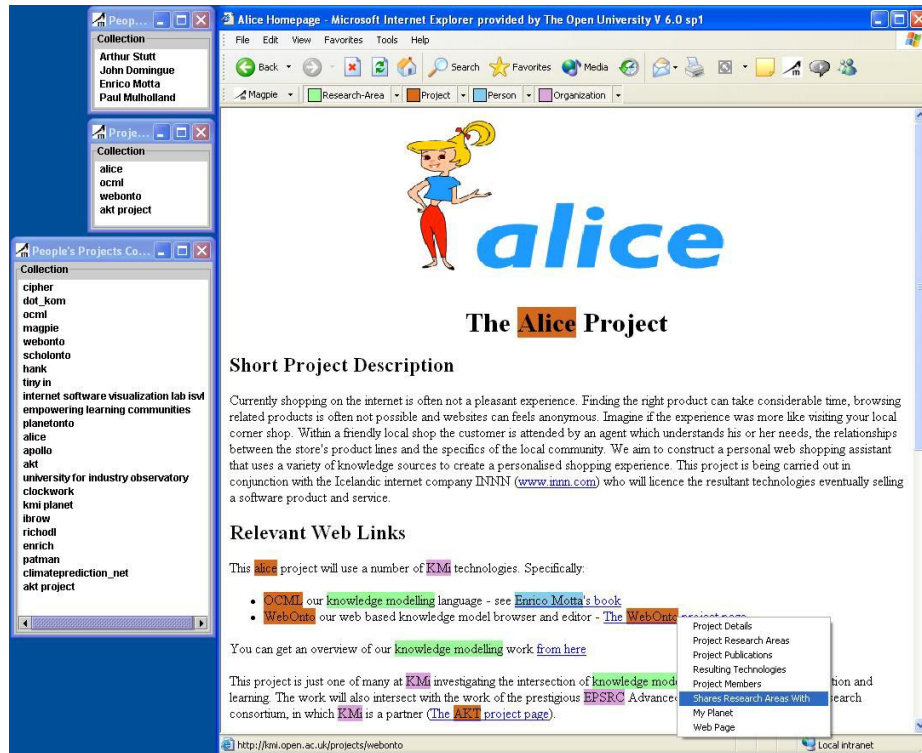 Peop...
Collection
Arthur Stutt
John Domingue
Enrico Motta
Paul Mulholland
Proje...
Collection
alice
ocml
webonto
akt project
People's Projects Co...
Collection
cipher
dot_kom
ocml
magpie
webonto
scholonto
hank
tiny in
internet software visualization lab isvl
empowering learning communities
planetonto
alice
apollo
akt
university for industry observatory
clockwork
kmi planet
ibrow
richodl
enrich
patman
climateprediction_net
akt project
Alice Homepage - Microsoft Internet Explorer provided by The Open University V 6.0 sp1
File Edit View Favorites Tools Help
Back Search Favorites Media
Magpie Research-Area Project Person Organization
alice
The Alice Project
Short Project Description
Currently shopping on the internet is often not a pleasant experience. Finding the right product can take considerable time, browsing
related products is often not possible and websites can feels anonymous. Imagine if the experience was more like visiting your local
corner shop. Within a friendly local shop the customer is attended by an agent which understands his or her needs, the relationships
between the store's product lines and the specifics of the local community. We aim to construct a personal web shopping assistant
that uses a variety of knowledge sources to create a personalised shopping experience. This project is being carried out in
conjunction with the Icelandic internet company INNN (www.innn.com) who will licence the resultant technologies eventually selling
a software product and service.
Relevant Web Links
This alice project will use a number of KMi technologies. Specifically:
• OCML our knowledge modelling language - see Enrico Motta's book
• WebOnto our web based knowledge model browser and editor - The WebOnto project page
You can get an overview of our knowledge modelling work from here
This project is just one of many at KMi investigating the intersection of knowledge mode tion and
learning. The work will also intersect with the work of the prestigious EPSRC Advanced search
consortium, in which KMi is a partner (The AKT project page).
Project Details
Project Research Areas
Project Publications
Resulting Technologies
Project Members
Shares Research Areas With
My Planet
Web Page
http://kmi.open.ac.uk/projects/webonto
Local intranet